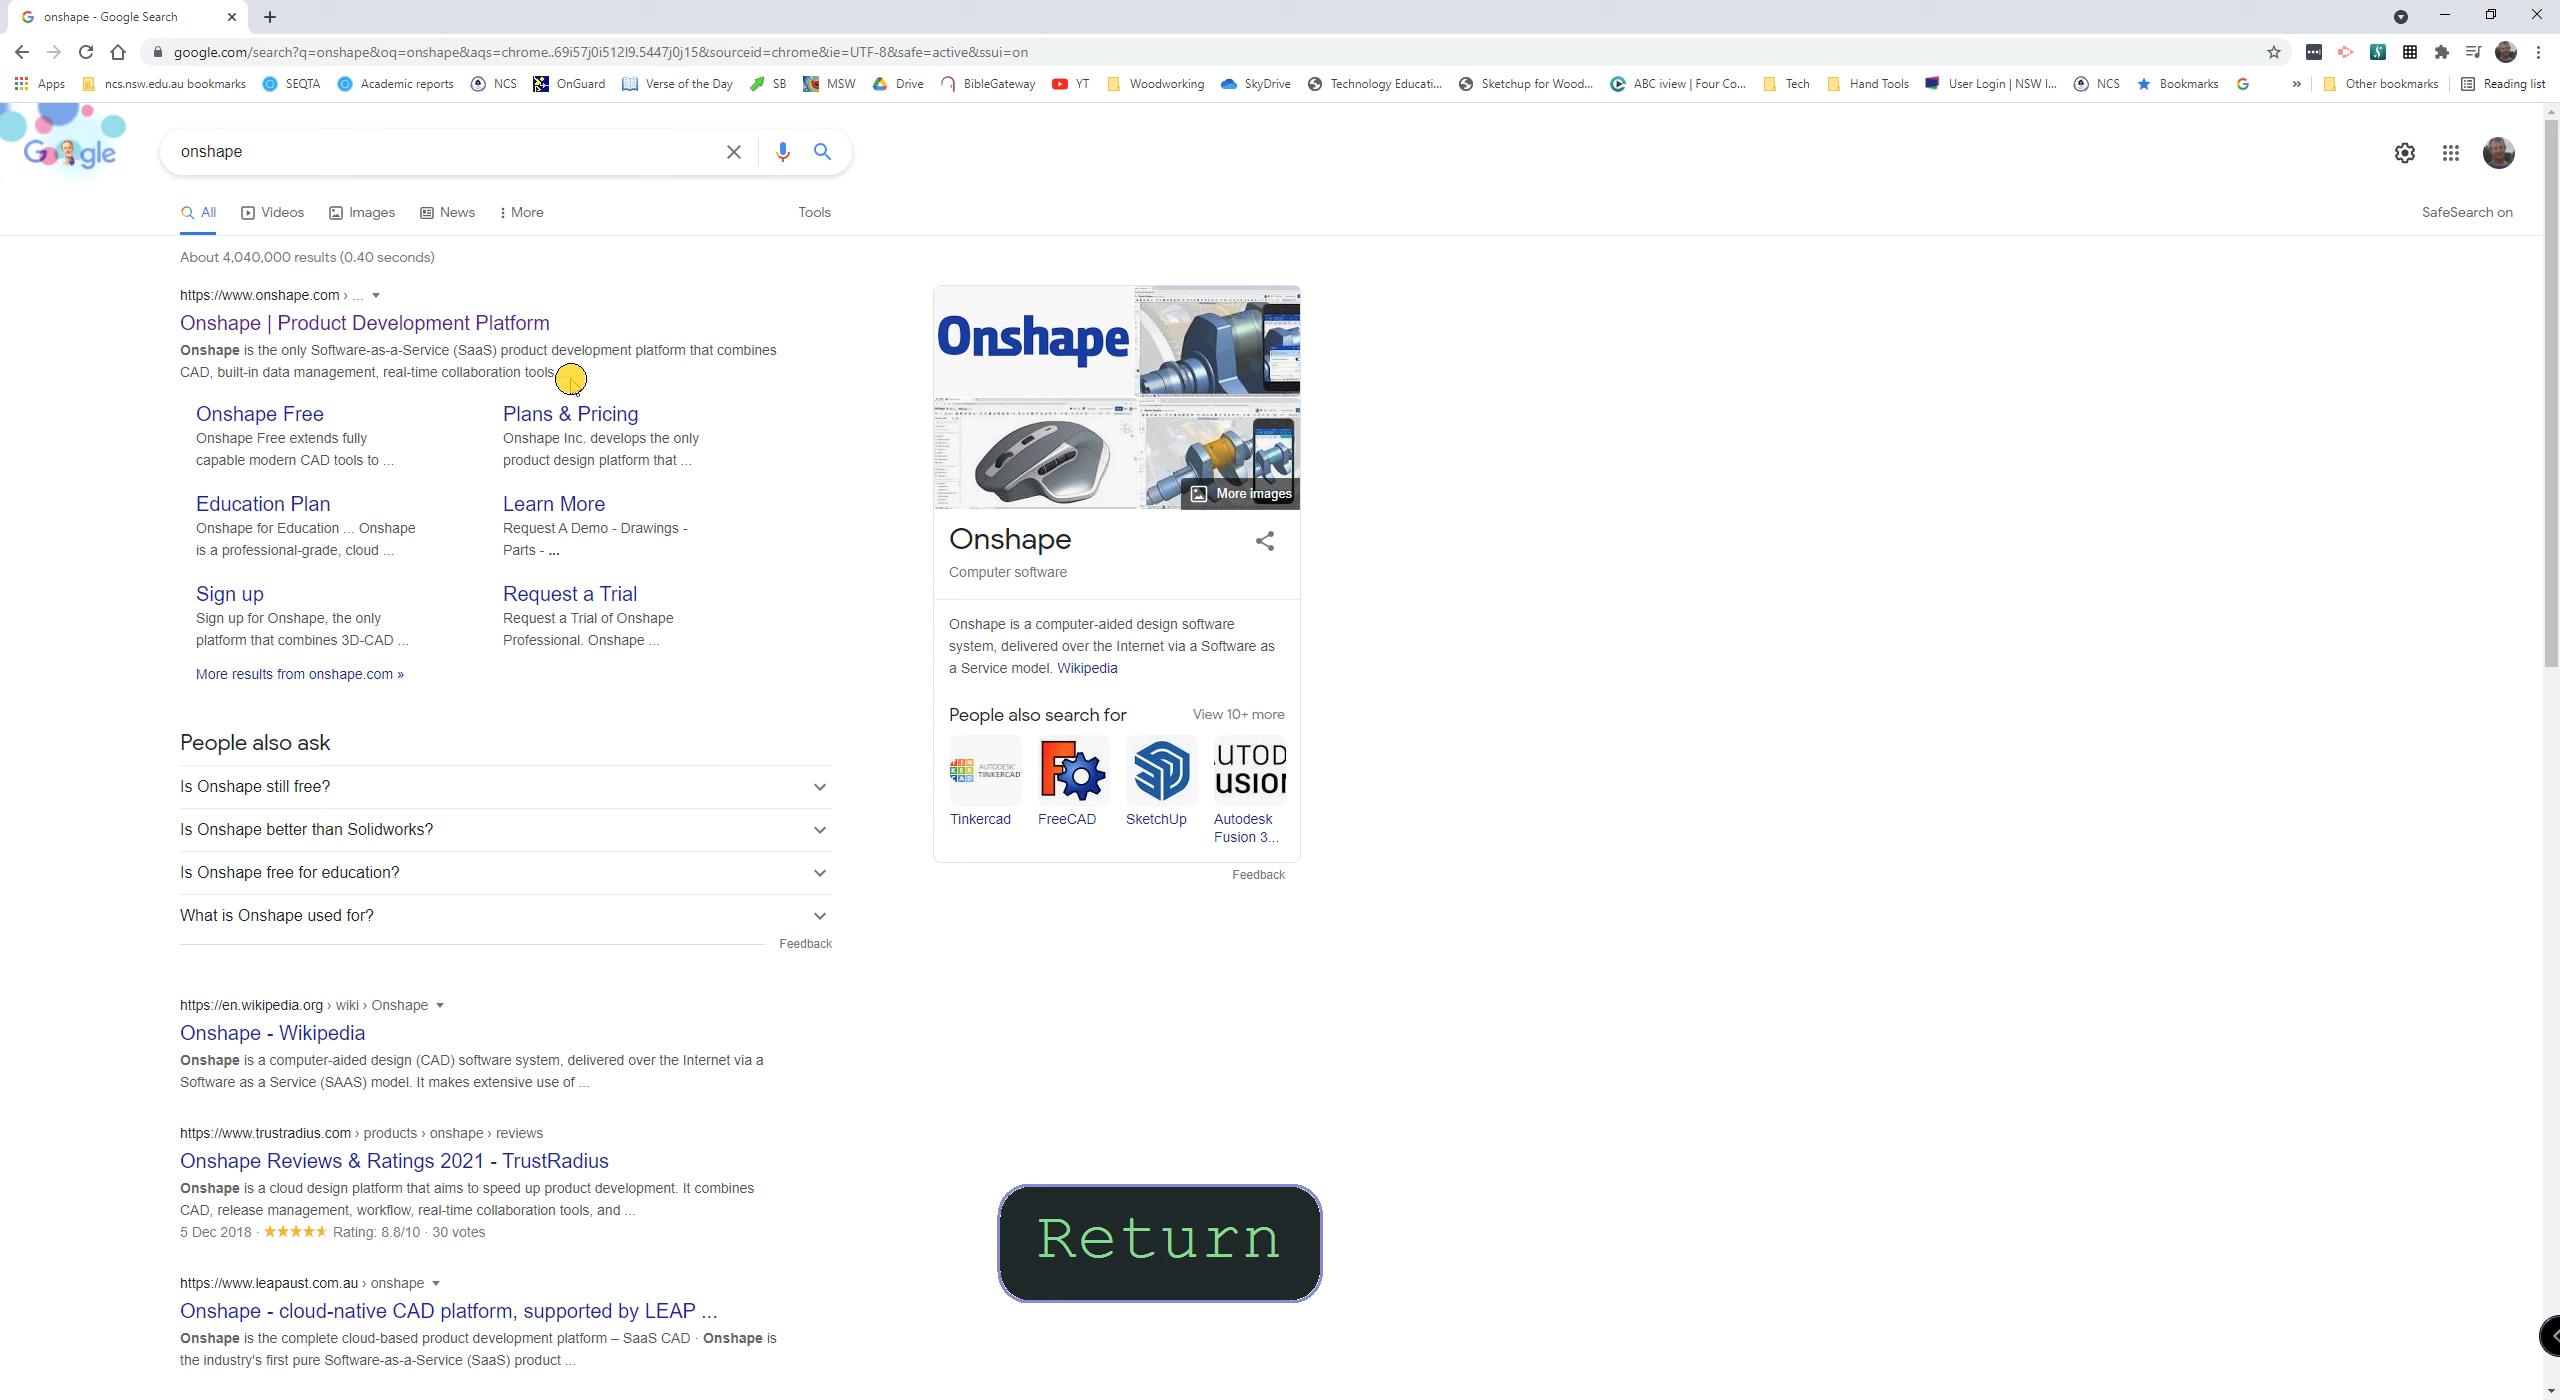 onshape - Google Search
google.com/search?q=onshape&oq=onshape&aqs=chrome..69i57j0i512l9.5447j0j15&sourceid=chrome&ie=UTF-8&safe=active&ssui=on
Apps ncs.nsw.edu.au bookmarks SEQTA Academic reports NCS OnGuard Verse of the Day SB MSW Drive BibleGateway YT Woodworking SkyDrive Technology Educati... Sketchup for Wood... ABC iview | Four Co... Tech Hand Tools User Login | NSW I... NCS Bookmarks » Other bookmarks Reading list
Google
onshape
All Videos Images News More Tools SafeSearch on
About 4,040,000 results (0.40 seconds)
https://www.onshape.com › ...
Onshape | Product Development Platform
Onshape is the only Software-as-a-Service (SaaS) product development platform that combines
CAD, built-in data management, real-time collaboration tools
Onshape Free
Onshape Free extends fully
capable modern CAD tools to ...
Plans & Pricing
Onshape Inc. develops the only
product design platform that ...
Education Plan
Onshape for Education ... Onshape
is a professional-grade, cloud ...
Learn More
Request A Demo - Drawings -
Parts - ...
Sign up
Sign up for Onshape, the only
platform that combines 3D-CAD ...
Request a Trial
Request a Trial of Onshape
Professional. Onshape ...
More results from onshape.com »
People also ask
Is Onshape still free?
Is Onshape better than Solidworks?
Is Onshape free for education?
What is Onshape used for?
Feedback
https://en.wikipedia.org › wiki › Onshape
Onshape - Wikipedia
Onshape is a computer-aided design (CAD) software system, delivered over the Internet via a
Software as a Service (SAAS) model. It makes extensive use of ...
https://www.trustradius.com › products › onshape › reviews
Onshape Reviews & Ratings 2021 - TrustRadius
Onshape is a cloud design platform that aims to speed up product development. It combines
CAD, release management, workflow, real-time collaboration tools, and ...
5 Dec 2018 · Rating: 8.8/10 · 30 votes
https://www.leapaust.com.au › onshape
Onshape - cloud-native CAD platform, supported by LEAP ...
Onshape is the complete cloud-based product development platform – SaaS CAD · Onshape is
the industry's first pure Software-as-a-Service (SaaS) product ...
Onshape
More images
Onshape
Computer software
Onshape is a computer-aided design software
system, delivered over the Internet via a Software as
a Service model. Wikipedia
People also search for View 10+ more
AUTODESK
TINKERCAD
UTOD
USION
Tinkercad FreeCAD SketchUp Autodesk
Fusion 3...
Feedback
Return